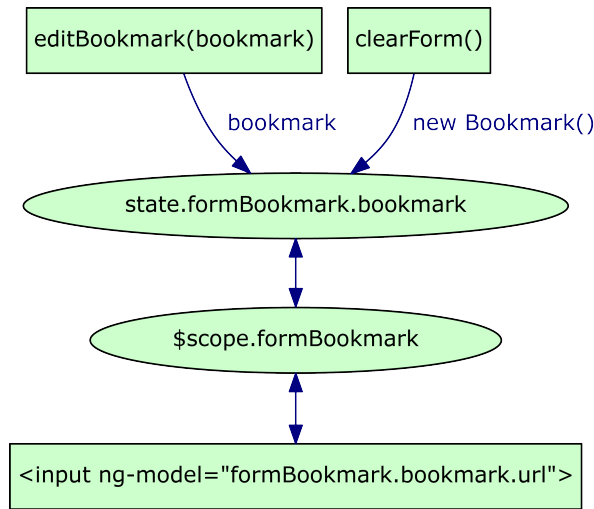 editBookmark(bookmark)
clearForm()
bookmark
new Bookmark()
state.formBookmark.bookmark
$scope.formBookmark
<input ng-model="formBookmark.bookmark.url">